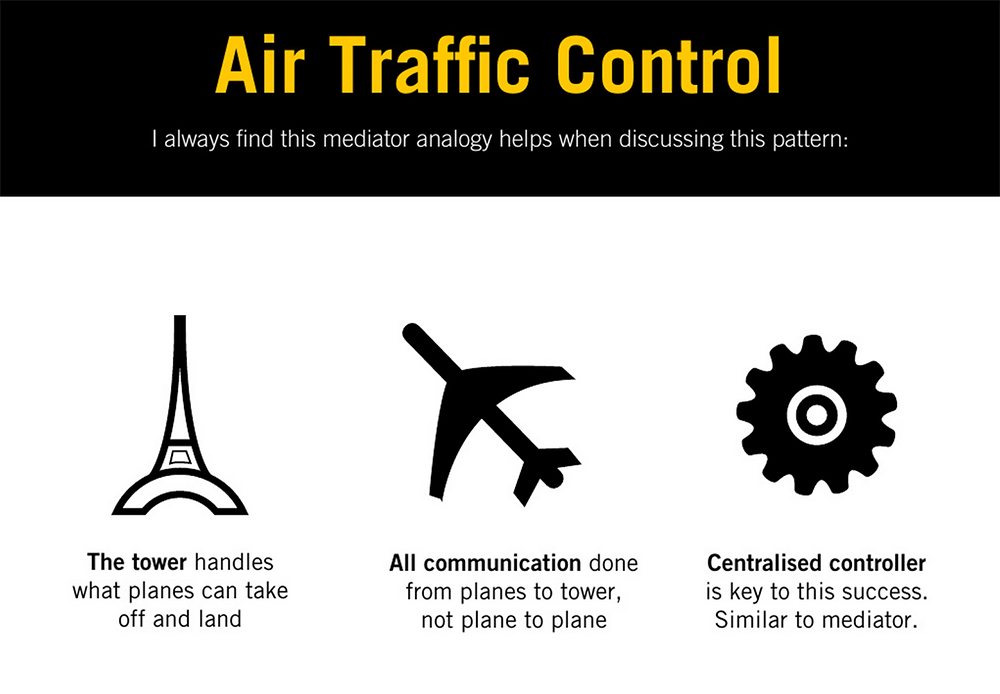 Air Traffic Control
I always find this mediator analogy helps when discussing this pattern:
The tower handles
what planes can take
off and land
All communication done
from planes to tower,
not plane to plane
Centralised controller
is key to this success.
Similar to mediator.